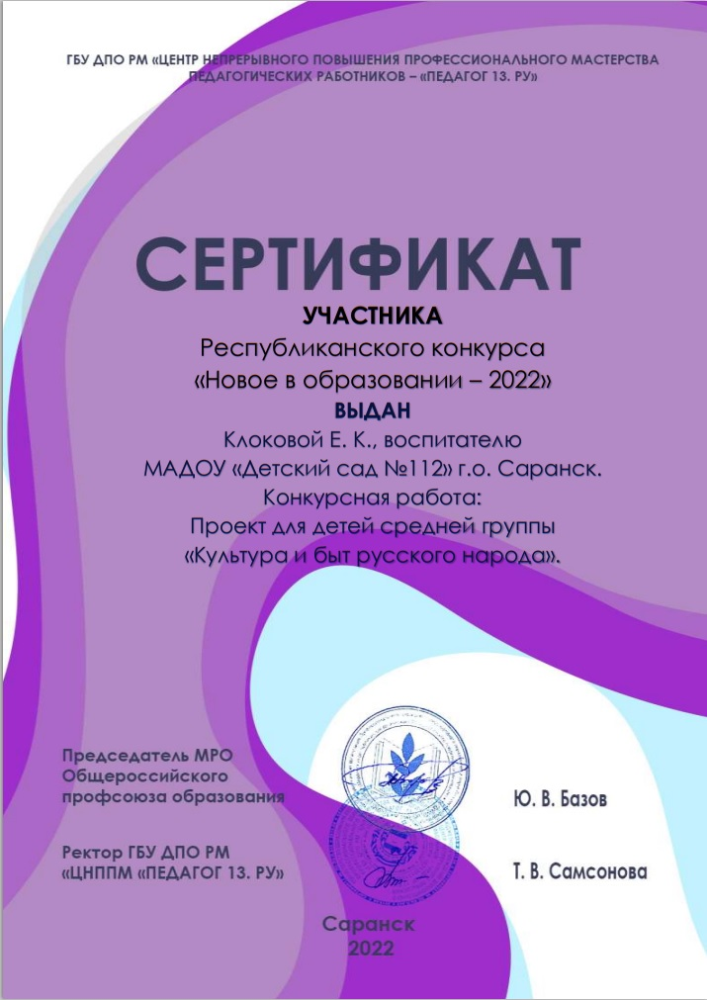 ГБУ ДПО РМ «ЦЕНТР НЕПРЕРЫВНОГО ПОВЫШЕНИЯ ПРОФЕССИОНАЛЬНОГО МАСТЕРСТВА
ПЕДАГОГИЧЕСКИХ РАБОТНИКОВ – «ПЕДАГОГ 13. РУ»
СЕРТИФИКАТ
УЧАСТНИКА
Республиканского конкурса
«Новое в образовании – 2022»
ВЫДАН
Клоковой Е. К., воспитателю
МАДОУ «Детский сад №112» г.о. Саранск.
Конкурсная работа:
Проект для детей средней группы
«Культура и быт русского народа».
Председатель МРО
Общероссийского
профсоюза образования
Ю. В. Базов
Ректор ГБУ ДПО РМ
«ЦНППМ «ПЕДАГОГ 13. РУ»
Т. В. Самсонова
Саранск
2022